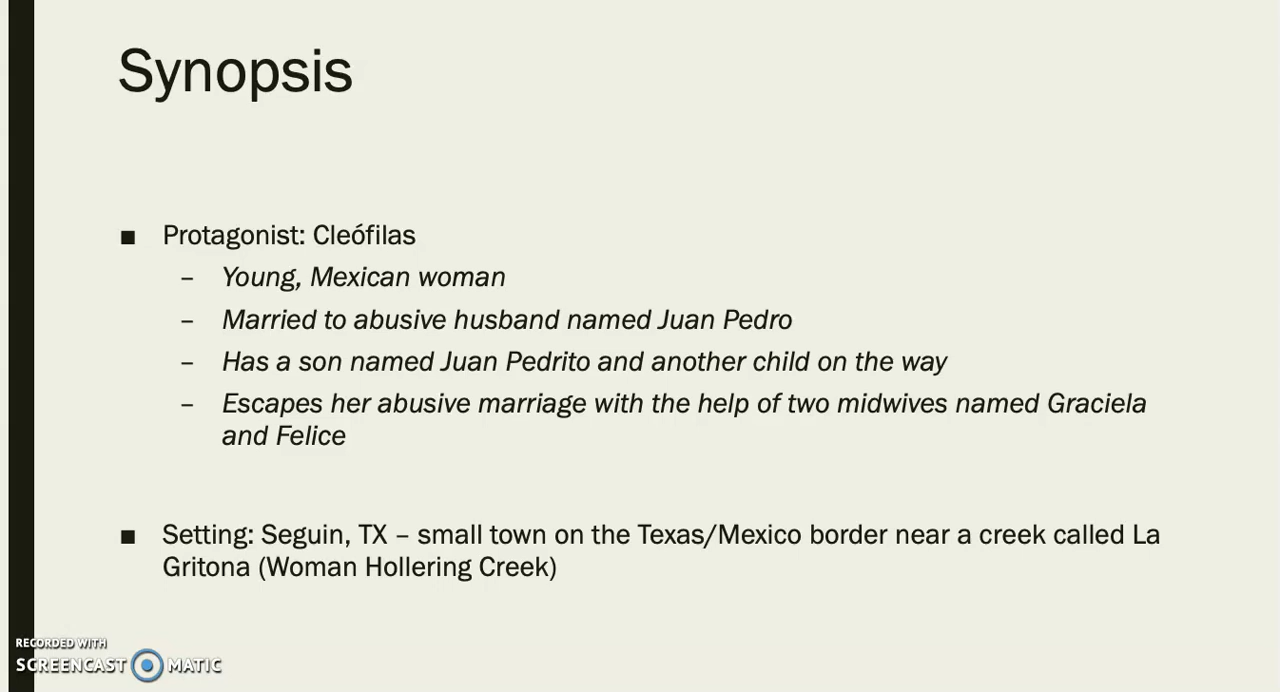 Synopsis
■ Protagonist: Cleófilas
– Young, Mexican woman
– Married to abusive husband named Juan Pedro
– Has a son named Juan Pedrito and another child on the way
– Escapes her abusive marriage with the help of two midwives named Graciela
and Felice
■ Setting: Seguin, TX – small town on the Texas/Mexico border near a creek called La
Gritona (Woman Hollering Creek)
RECORDED WITH
SCREENCAST MATIC